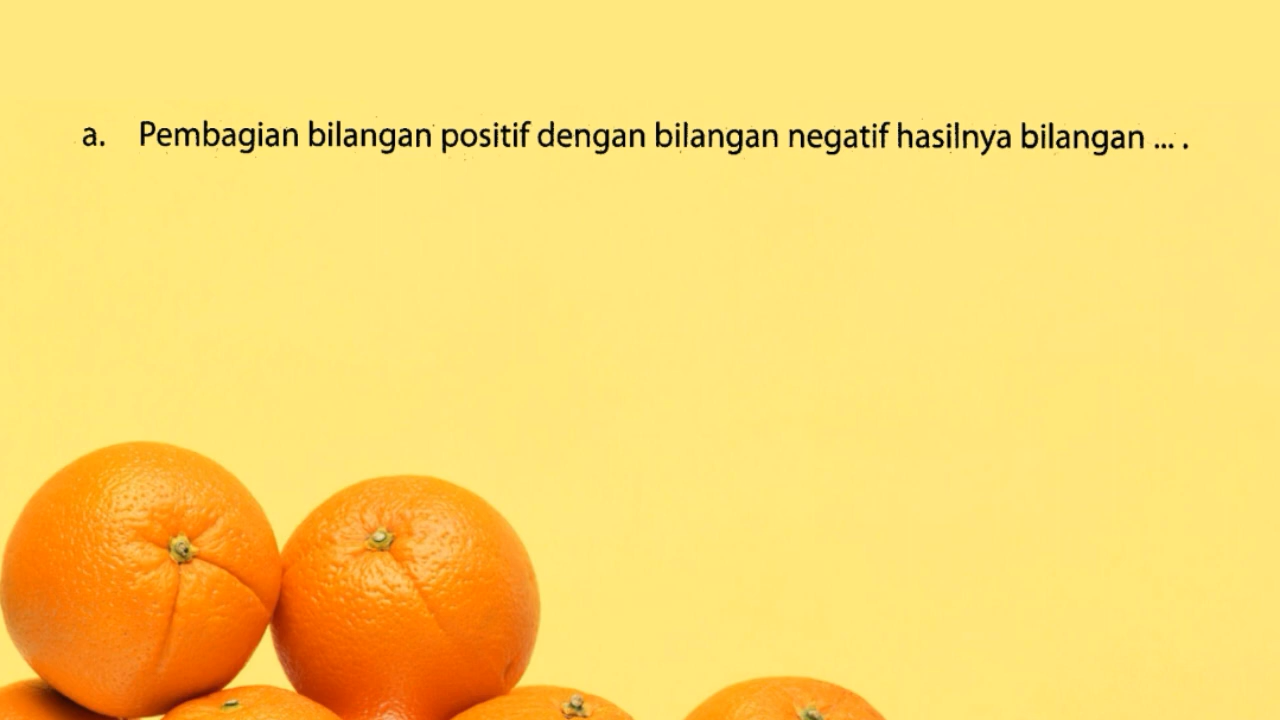 a. Pembagian bilangan positif dengan bilangan negatif hasilnya bilangan ... .